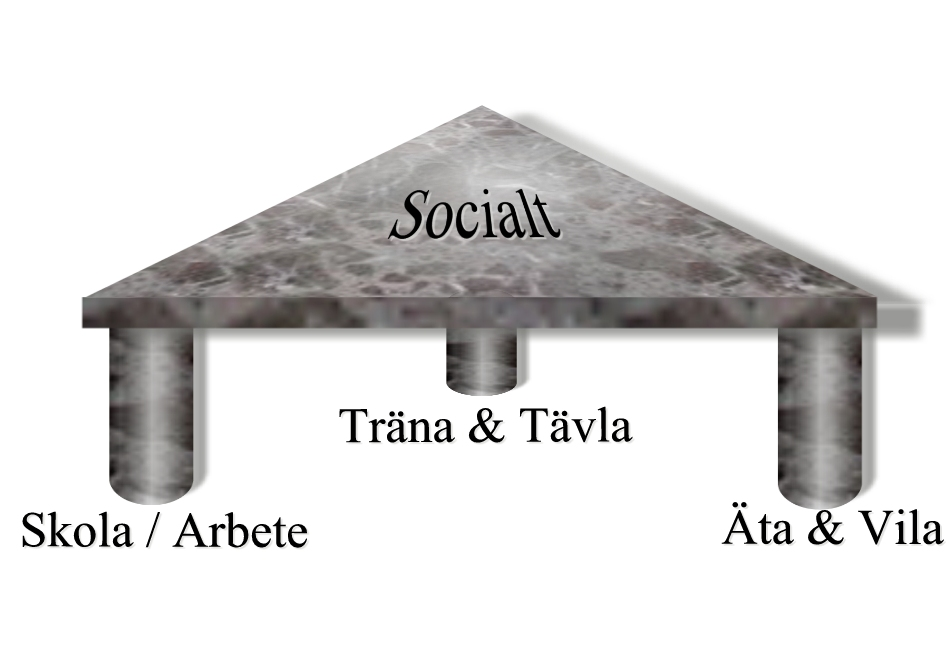 Socialt
Träna & Tävla
Skola / Arbete
Äta & Vila